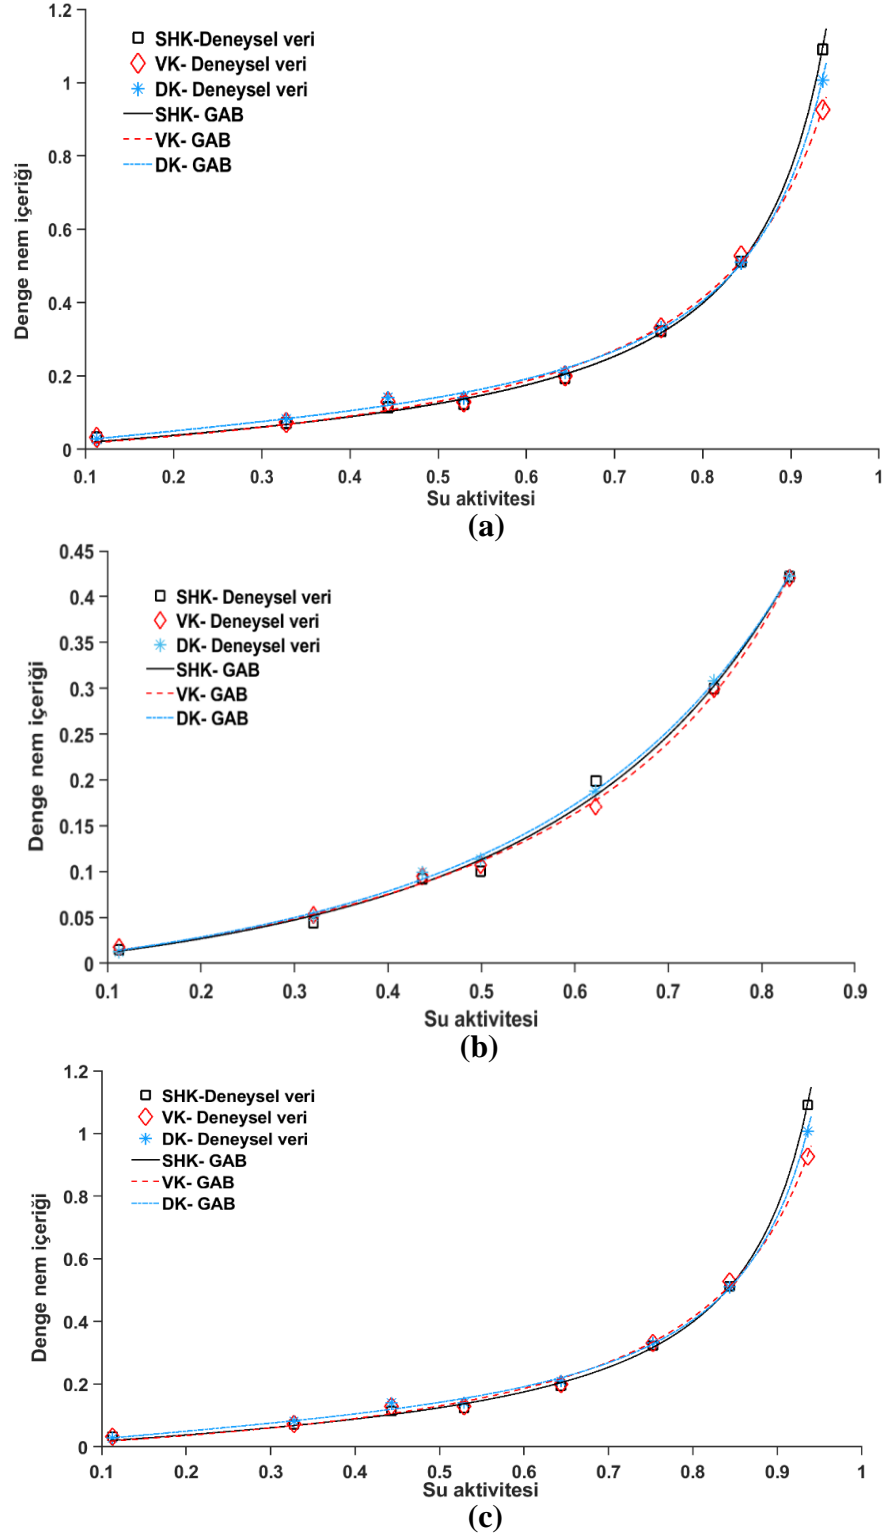 1.2
1
0.8
0.6
0.4
0.2
0
Denge nem içeriği
SHK-Deneysel veri
VK- Deneysel veri
DK- Deneysel veri
SHK- GAB
VK- GAB
DK- GAB
0.1 0.2 0.3 0.4 0.5 0.6 0.7 0.8 0.9 1
Su aktivitesi
(a)
0.45
0.4
0.35
0.3
0.25
0.2
0.15
0.1
0.05
0
Denge nem içeriği
SHK- Deneysel veri
VK- Deneysel veri
DK- Deneysel veri
SHK- GAB
VK- GAB
DK- GAB
0.1 0.2 0.3 0.4 0.5 0.6 0.7 0.8 0.9
Su aktivitesi
(b)
1.2
1
0.8
0.6
0.4
0.2
0
Denge nem içeriği
SHK-Deneysel veri
VK- Deneysel veri
DK- Deneysel veri
SHK- GAB
VK- GAB
DK- GAB
0.1 0.2 0.3 0.4 0.5 0.6 0.7 0.8 0.9 1
Su aktivitesi
(c)